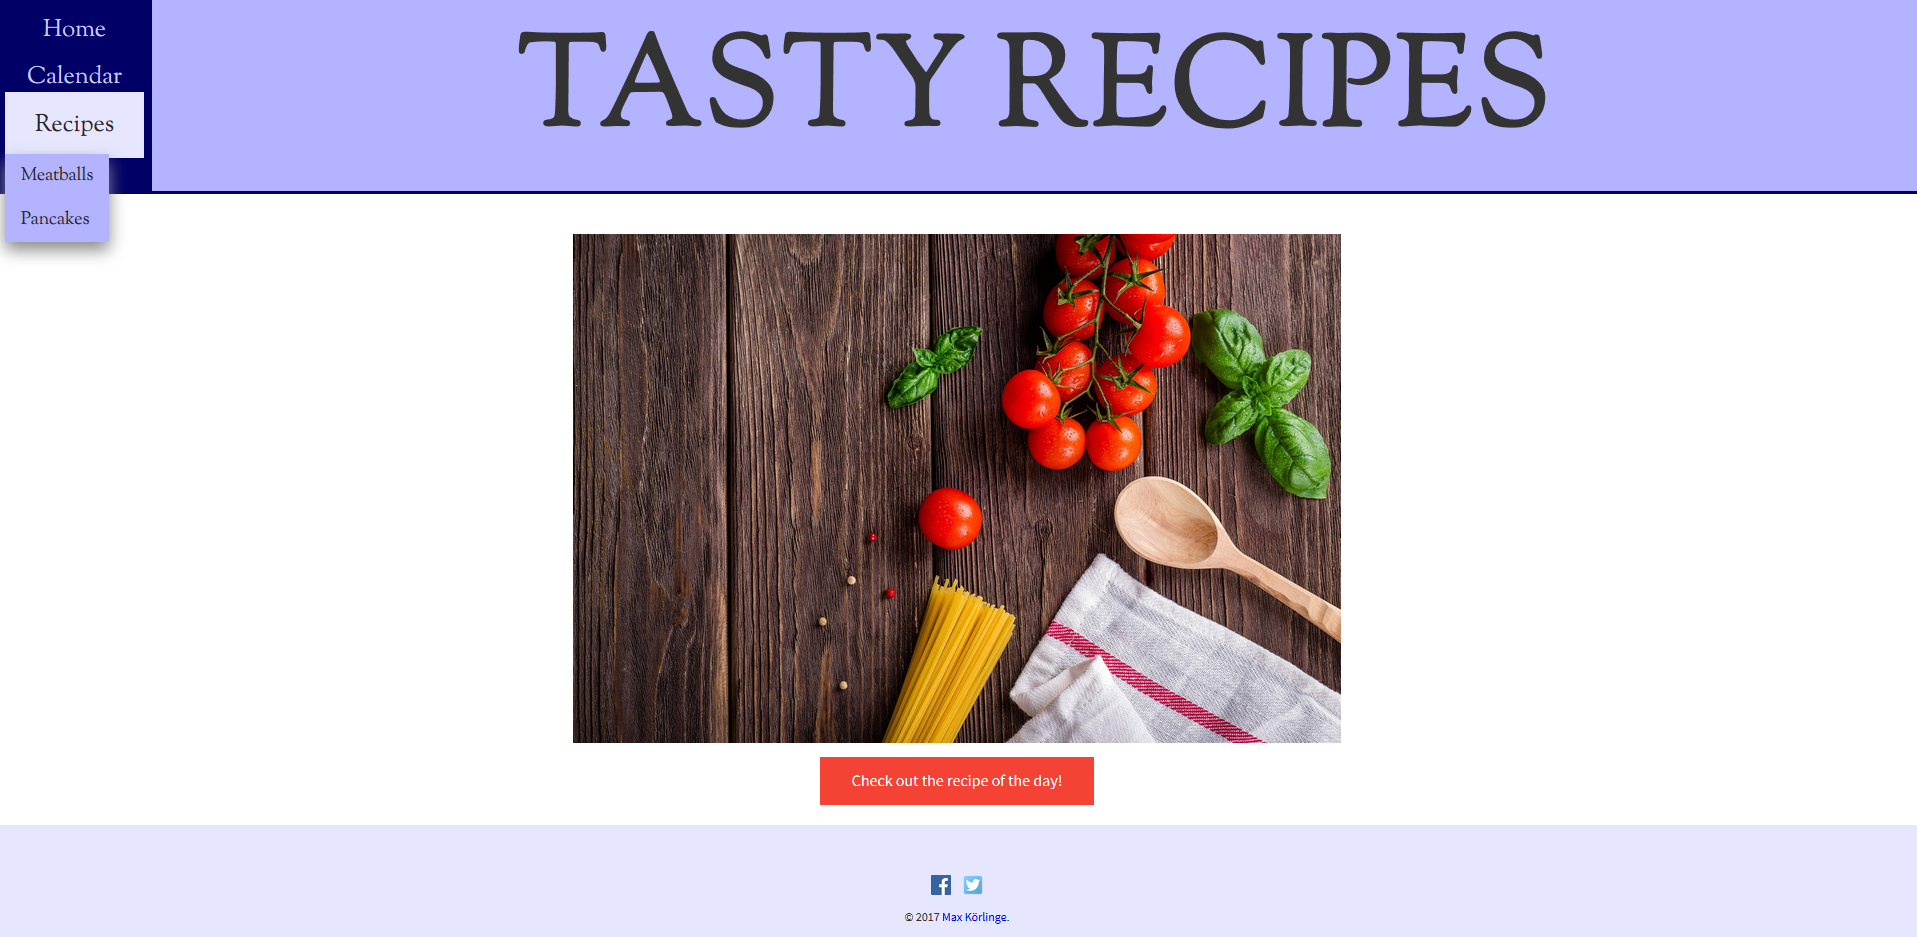 Home
Calendar
Recipes
Meatballs
Pancakes
TASTY RECIPES
Check out the recipe of the day!
© 2017 Max Körlinge.